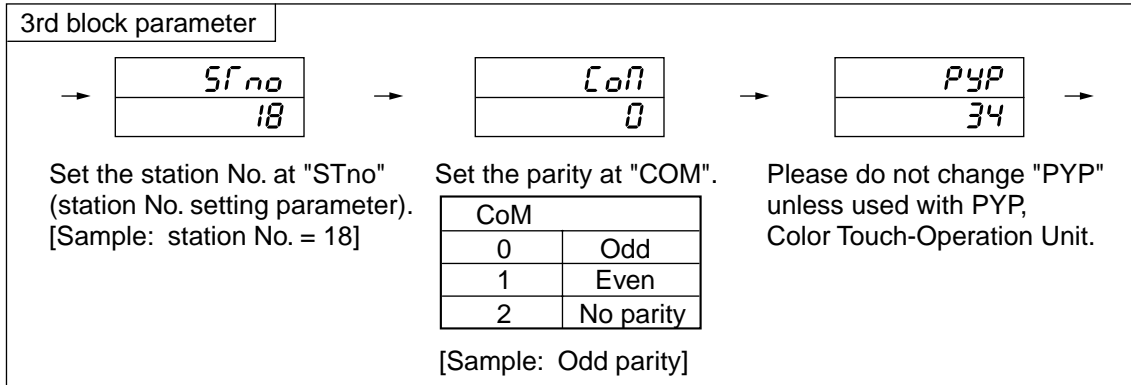 3rd block parameter
STno
18
CoM
0
PYP
34
Set the station No. at "STno"
(station No. setting parameter).
[Sample: station No. = 18]
Set the parity at "COM".
CoM
0 Odd
1 Even
2 No parity
[Sample: Odd parity]
Please do not change "PYP"
unless used with PYP,
Color Touch-Operation Unit.